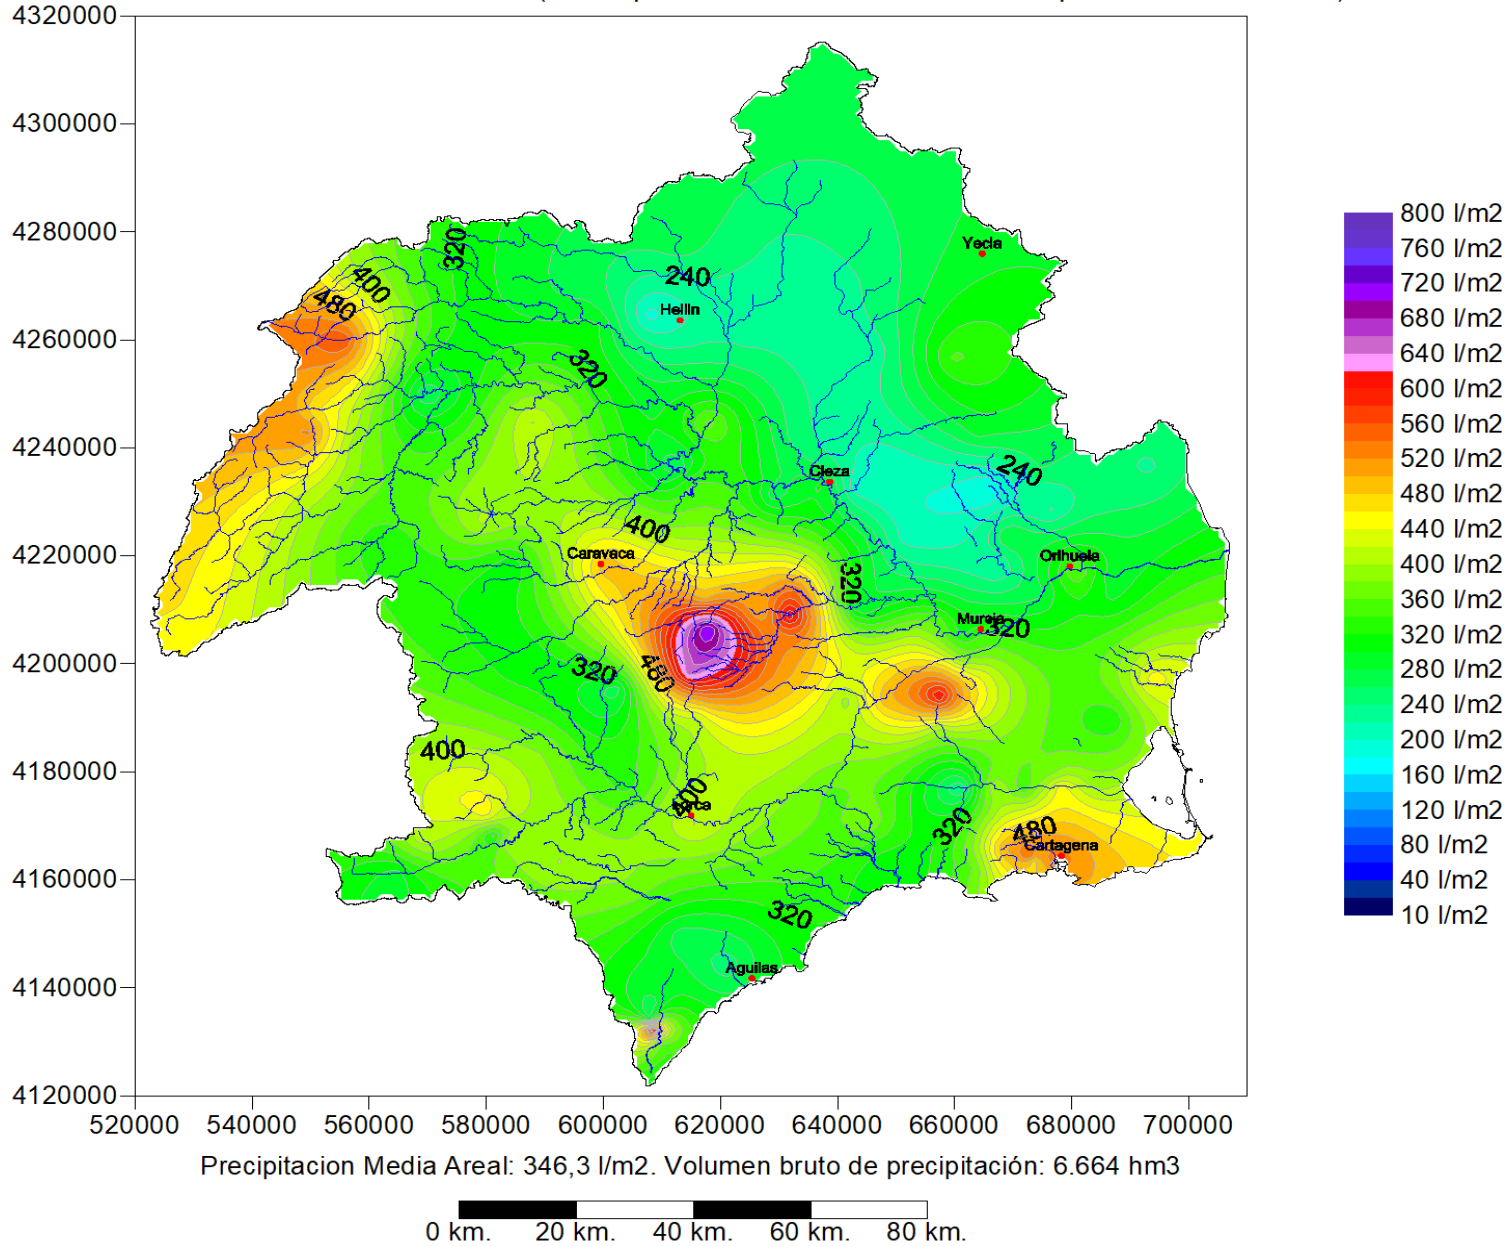 4320000
4300000
4280000
4260000
4240000
4220000
4200000
4180000
4160000
4140000
4120000
520000 540000 560000 580000 600000 620000 640000 660000 680000 700000
320
400
480
240
Hellin
Yecla
320
Cieza
240
400
Caravaca
320
Orihuela
Murcia
320
480
320
400
400
Lorca
320
480
Cartagena
320
Aguilas
800 l/m2
760 l/m2
720 l/m2
680 l/m2
640 l/m2
600 l/m2
560 l/m2
520 l/m2
480 l/m2
440 l/m2
400 l/m2
360 l/m2
320 l/m2
280 l/m2
240 l/m2
200 l/m2
160 l/m2
120 l/m2
80 l/m2
40 l/m2
10 l/m2
Precipitacion Media Areal: 346,3 l/m2. Volumen bruto de precipitación: 6.664 hm3
0 km. 20 km. 40 km. 60 km. 80 km.